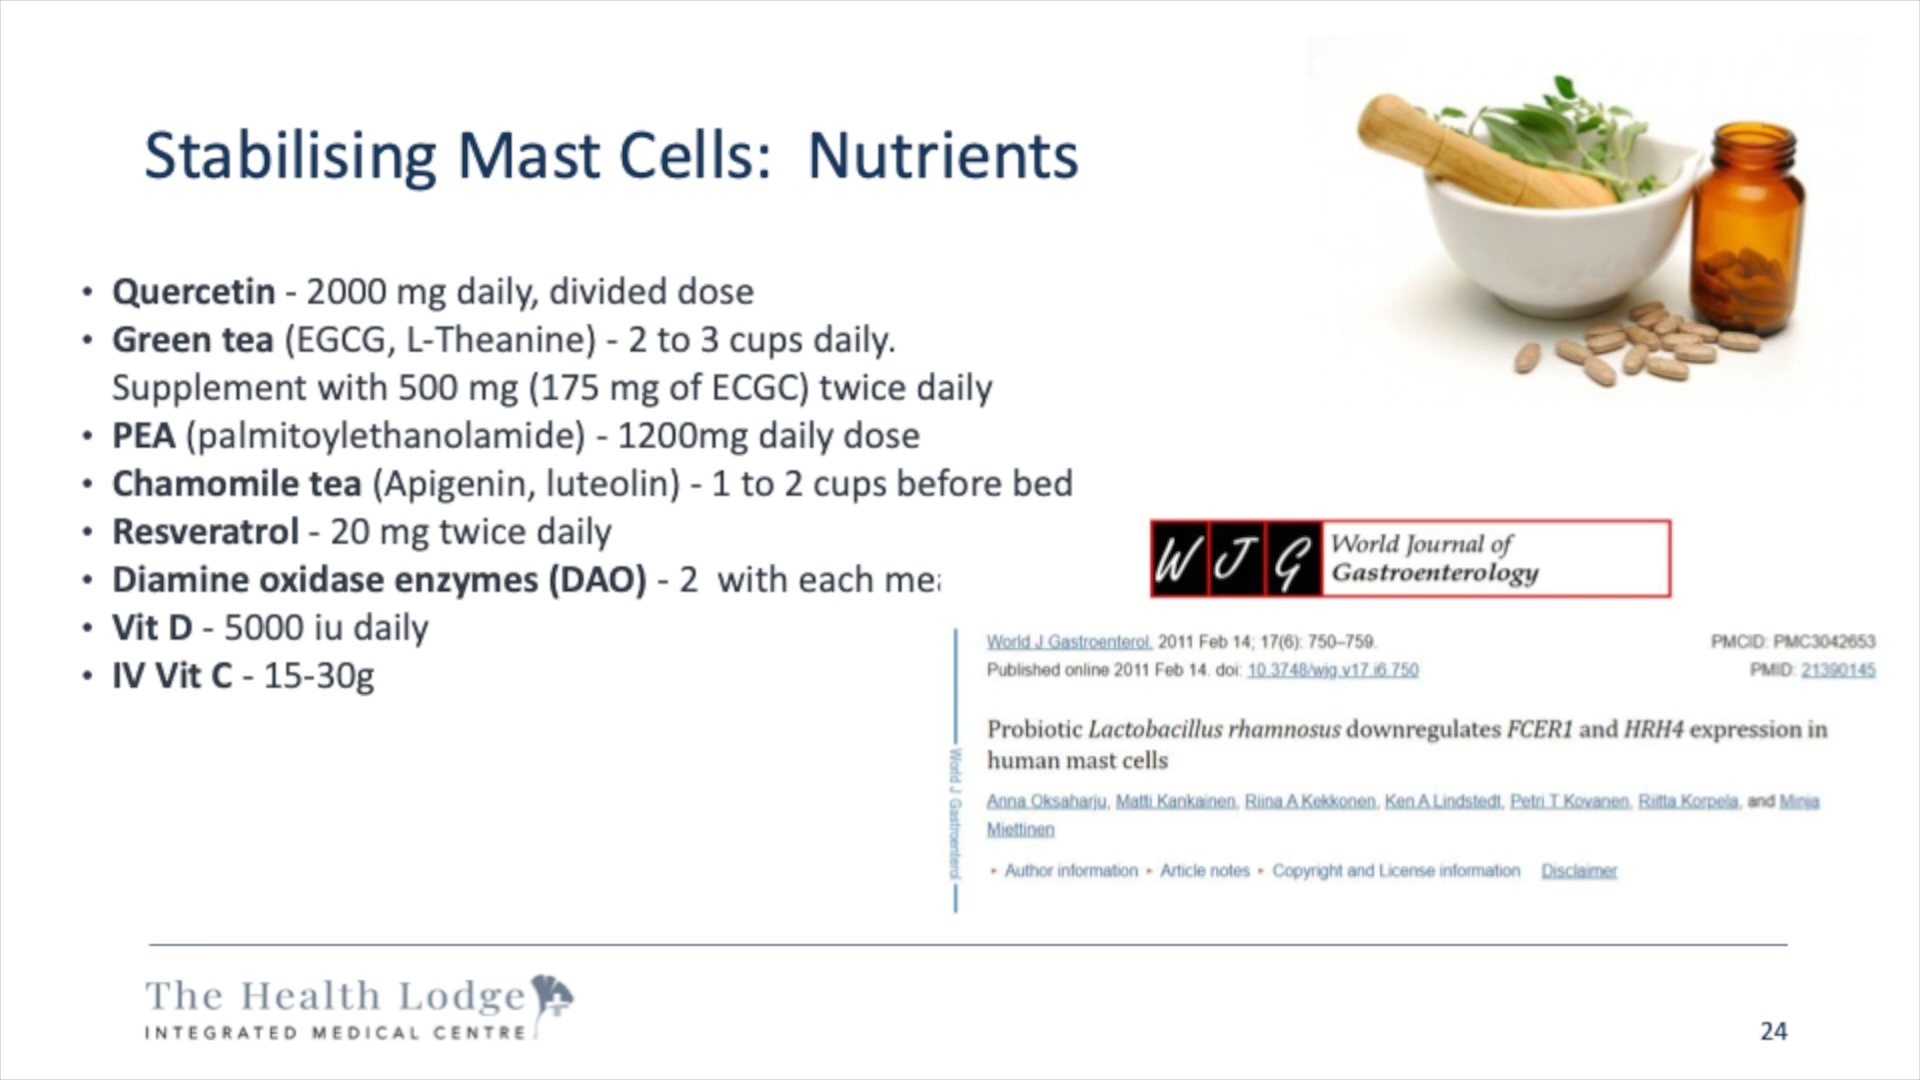 Stabilising Mast Cells: Nutrients
• Quercetin - 2000 mg daily, divided dose
• Green tea (EGCG, L-Theanine) - 2 to 3 cups daily.
Supplement with 500 mg (175 mg of ECGC) twice daily
• PEA (palmitoylethanolamide) - 1200mg daily dose
• Chamomile tea (Apigenin, luteolin) - 1 to 2 cups before bed
• Resveratrol - 20 mg twice daily
• Diamine oxidase enzymes (DAO) - 2 with each
• Vit D - 5000 iu daily
• IV Vit C - 15-30g
WJG World Journal of
Gastroenterology
World J Gastroenterol. 2011 Feb 14; 17(6): 750–759.
PMCID: PMC3042653
Published online 2011 Feb 14. doi: 10.3748/wjg.v17.i6.750
PMID: 21390145
Probiotic Lactobacillus rhamnosus downregulates FCER1 and HRH4 expression in
human mast cells
Anna Oksaharju, Matti Kankainen, Riina A Kekkonen, Ken A Lindstedt, Petri T Kovanen, Riitta Korpela, and Minja
Miettinen
▸ Author information ▸ Article notes ▸ Copyright and License information Disclaimer
World J Gastroenterol
The Health Lodge
INTEGRATED MEDICAL CENTRE
24